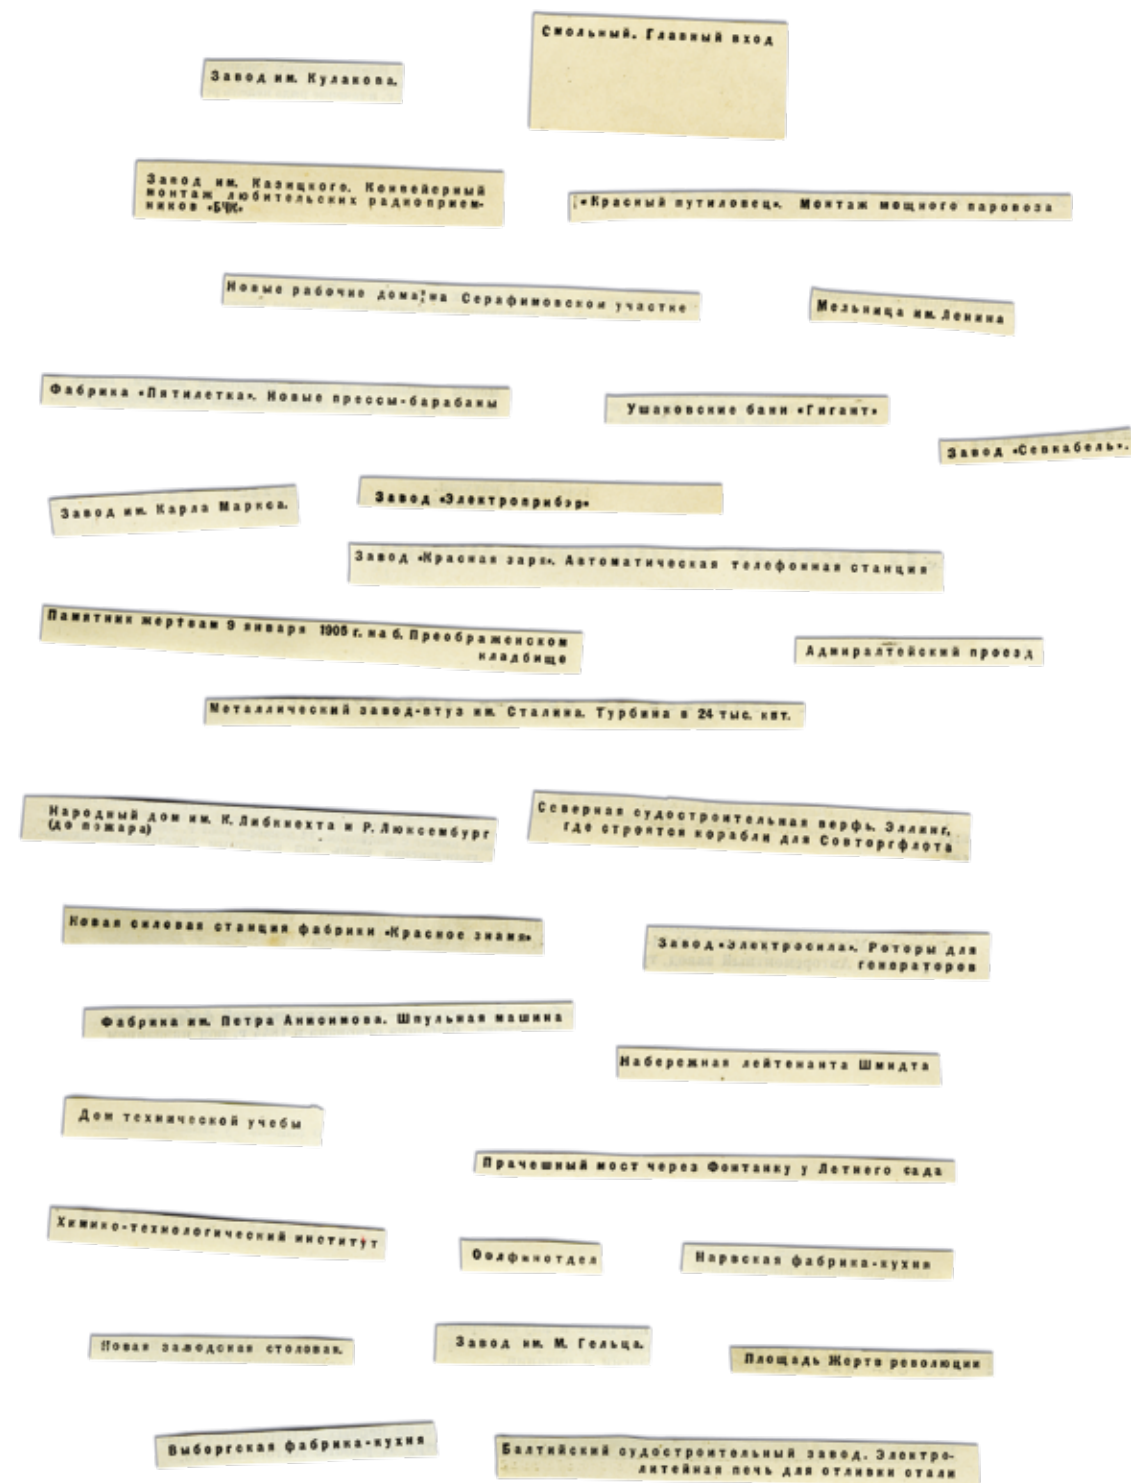 Смольный. Главный вход
Завод им. Кулакова.
Завод им. Казицкого. Конвейерный
монтаж любительских радиоприем-
ников «БЧК»
«Красный путиловец». Монтаж мощного паровоза
Новые рабочие дома на Серафимовском участке
Мельница им. Ленина
Фабрика «Пятилетка». Новые прессы-барабаны
Ушаковские бани «Гигант»
Завод «Севкабель».
Завод им. Карла Маркса.
Завод «Электроприбор»
Завод «Красная заря». Автоматическая телефонная станция
Памятник жертвам 9 января 1905 г. на б. Преображенском
кладбище
Адмиралтейский проезд
Металлический завод-втуз им. Сталина. Турбина в 24 тыс. квт.
Народный дом им. К. Либкнехта и Р. Люксембург
(до пожара)
Северная судостроительная верфь. Эллинг,
где строятся корабли для Совторгфлота
Новая силовая станция фабрики «Красное знамя»
Завод «Электросила». Роторы для
генераторов
Фабрика им. Петра Анисимова. Шпульная машина
Набережная лейтенанта Шмидта
Дом технической учебы
Прачешный мост через Фонтанку у Летнего сада
Химико-технологический институт
Облфинотдел
Нарвская фабрика-кухня
Новая заводская столовая.
Завод им. М. Гельца.
Площадь Жертв революции
Выборгская фабрика-кухня
Балтийский судостроительный завод. Электро-
литейная печь для отливки стали